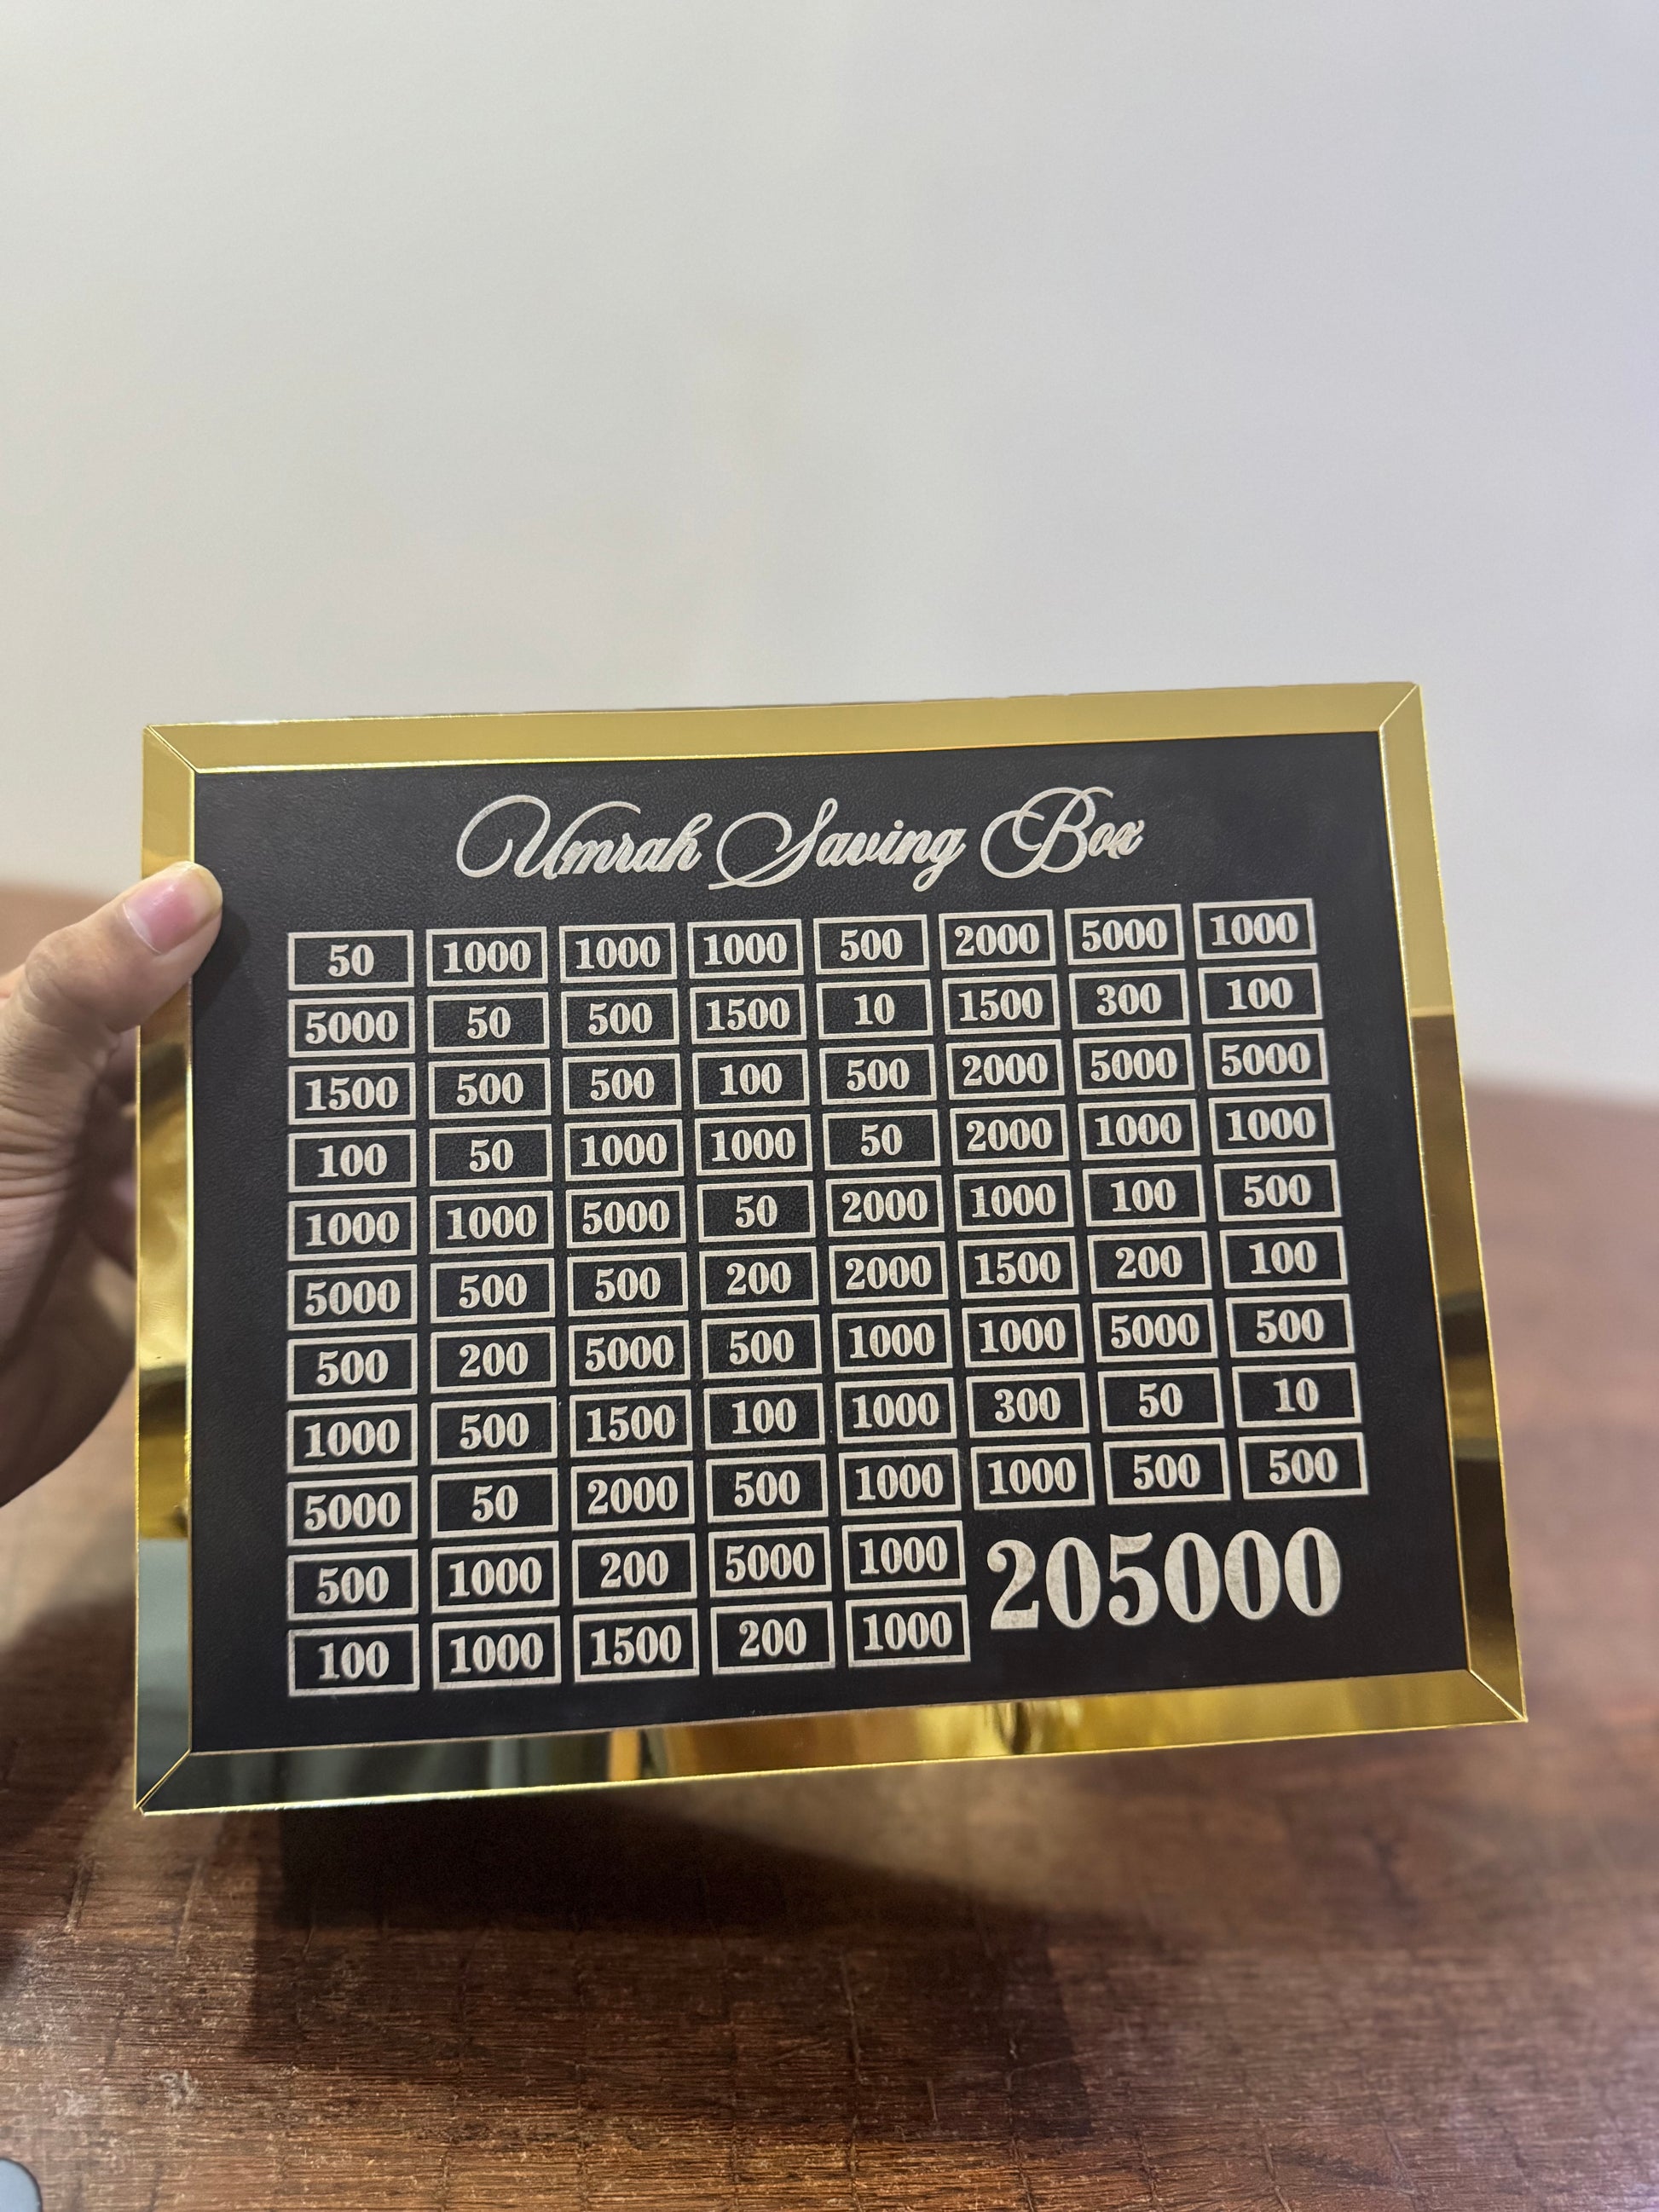 Umrah Saving Box
50 1000 1000 1000 500 2000 5000 1000
5000 50 500 1500 10 1500 300 100
1500 500 500 100 500 2000 5000 5000
100 50 1000 1000 50 2000 1000 1000
1000 1000 5000 50 2000 1000 100 500
5000 500 500 200 2000 1500 200 100
500 200 5000 500 1000 1000 5000 500
1000 500 1500 100 1000 300 50 10
5000 50 2000 500 1000 1000 500 500
500 1000 200 5000 1000
100 1000 1500 200 1000
205000